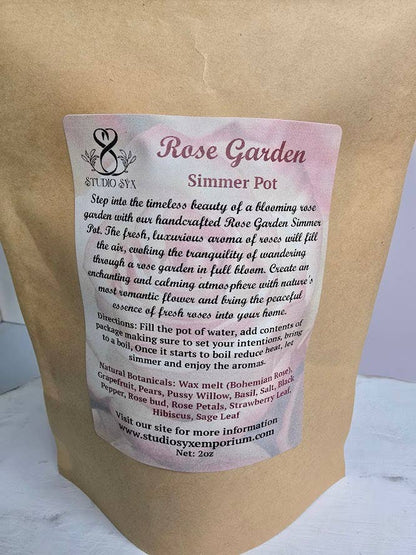 STUDIO SYX
Rose Garden
Simmer Pot
Step into the timeless beauty of a blooming rose
garden with our handcrafted Rose Garden Simmer
Pot. The fresh, luxurious aroma of roses will fill
the air, evoking the tranquility of wandering
through a rose garden in full bloom. Create an
enchanting and calming atmosphere with nature's
most romantic flower and bring the peaceful
essence of fresh roses into your home.
Directions: Fill the pot of water, add contents of
package making sure to set your intentions, bring
to a boil, Once it starts to boil reduce heat, let
simmer and enjoy the aromas.
Natural Botanicals: Wax melt (Bohemian Rose),
Grapefruit, Pears, Pussy Willow, Basil, Salt, Black
Pepper, Rose bud, Rose Petals, Strawberry Leaf,
Hibiscus, Sage Leaf
Visit our site for more information
www.studiosyxemporium.com
Net: 2oz